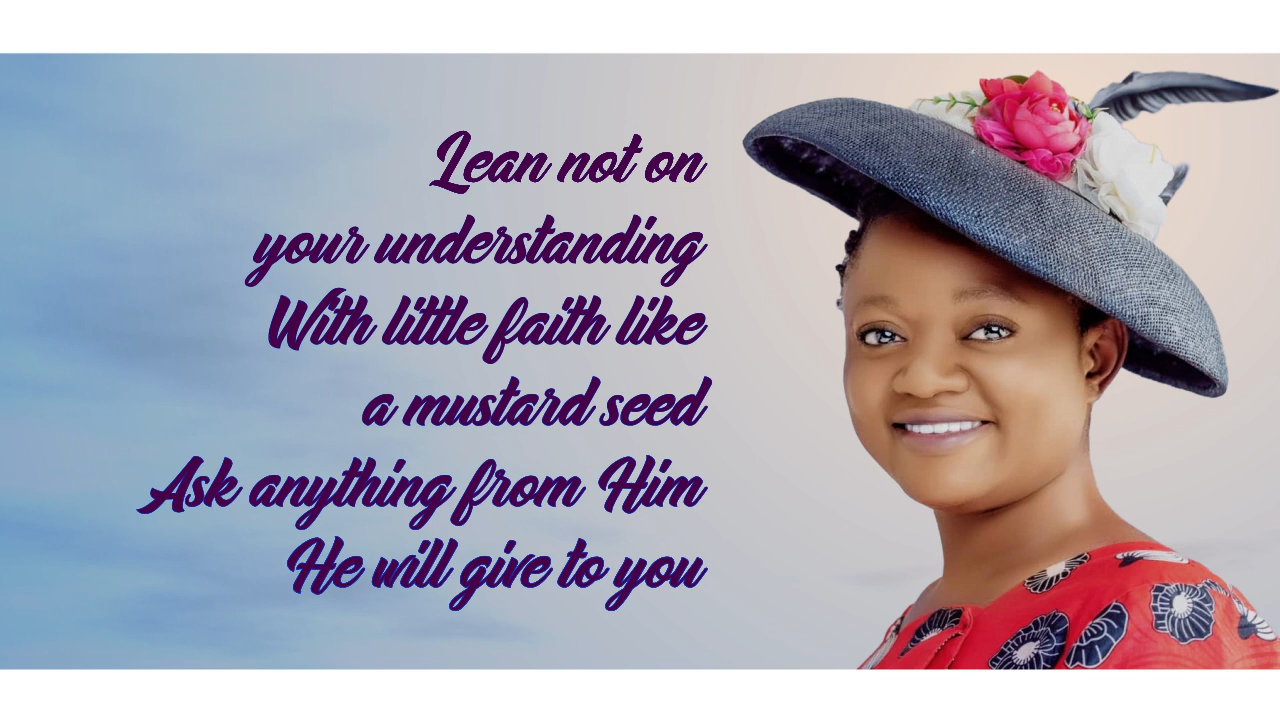 Lean not on
your understanding
With little faith like
a mustard seed
Ask anything from Him
He will give to you